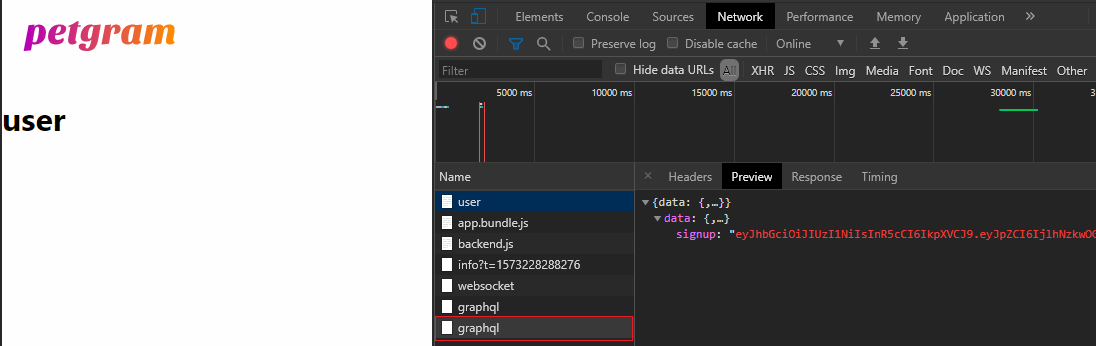 petgram
user
Elements Console Sources Network Performance Memory Application »
Preserve log Disable cache Online
Filter Hide data URLs All XHR JS CSS Img Media Font Doc WS Manifest Other
5000 ms 10000 ms 15000 ms 20000 ms 25000 ms 30000 ms 3
Name × Headers Preview Response Timing
user
app.bundle.js
backend.js
info?t=1573228288276
websocket
graphql
graphql
{data: {,…}}
data: {,…}
signup: "eyJhbGciOiJIUzI1NiIsInR5cCI6IkpXVCJ9.eyJpZCI6Ij1hNzkwOG